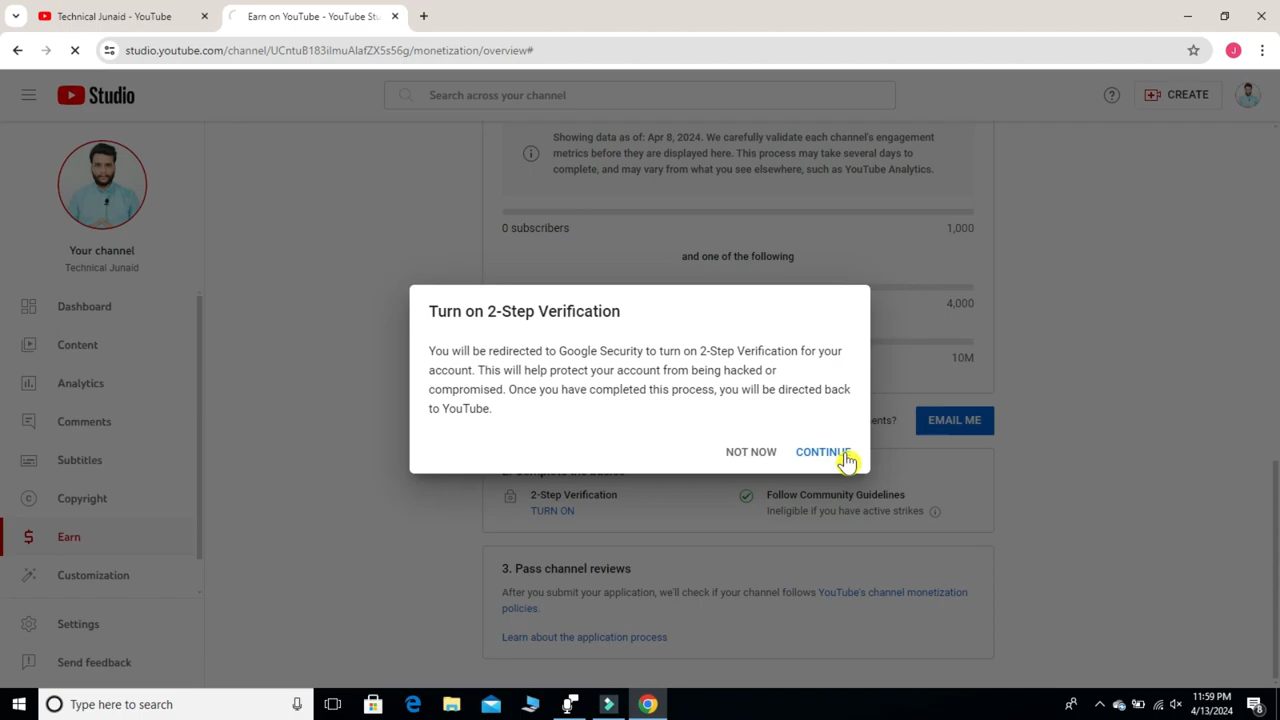 Technical Junaid - YouTube
Earn on YouTube - YouTube Stu
studio.youtube.com/channel/UCntuB183ilmuAlafZX5s56g/monetization/overview#
J
Studio
Search across your channel
CREATE
Your channel
Technical Junaid
Dashboard
Content
Analytics
Comments
Subtitles
Copyright
Earn
Customization
Settings
Send feedback
Showing data as of: Apr 8, 2024. We carefully validate each channel's engagement
metrics before they are displayed here. This process may take several days to
complete, and may vary from what you see elsewhere, such as YouTube Analytics.
0 subscribers
1,000
and one of the following
4,000
10M
Turn on 2-Step Verification
You will be redirected to Google Security to turn on 2-Step Verification for your
account. This will help protect your account from being hacked or
compromised. Once you have completed this process, you will be directed back
to YouTube.
NOT NOW
CONTINUE
EMAIL ME
2-Step Verification
TURN ON
Follow Community Guidelines
Ineligible if you have active strikes
3. Pass channel reviews
After you submit your application, we'll check if your channel follows YouTube's channel monetization
policies.
Learn about the application process
Type here to search
11:59 PM
4/13/2024
8